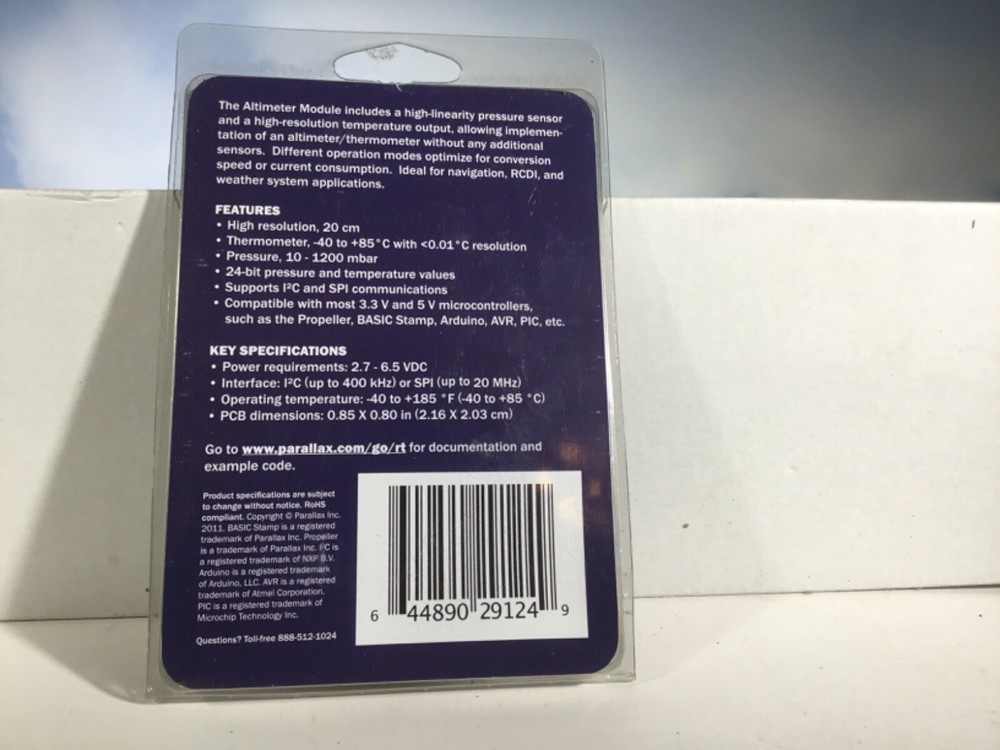 The Altimeter Module includes a high-linearity pressure sensor
and a high-resolution temperature output, allowing implemen-
tation of an altimeter/thermometer without any additional
sensors. Different operation modes optimize for conversion
speed or current consumption. Ideal for navigation, RCDI, and
weather system applications.
FEATURES
• High resolution, 20 cm
• Thermometer, -40 to +85°C with <0.01°C resolution
• Pressure, 10 - 1200 mbar
• 24-bit pressure and temperature values
• Supports I²C and SPI communications
• Compatible with most 3.3 V and 5 V microcontrollers,
such as the Propeller, BASIC Stamp, Arduino, AVR, PIC, etc.
KEY SPECIFICATIONS
• Power requirements: 2.7 - 6.5 VDC
• Interface: I²C (up to 400 kHz) or SPI (up to 20 MHz)
• Operating temperature: -40 to +185 °F (-40 to +85 °C)
• PCB dimensions: 0.85 X 0.80 in (2.16 X 2.03 cm)
Go to www.parallax.com/go/rt for documentation and
example code.
Product specifications are subject
to change without notice. RoHS
compliant. Copyright © Parallax Inc.
2011. BASIC Stamp is a registered
trademark of Parallax Inc. Propeller
is a trademark of Parallax Inc. I²C is
a registered trademark of NXP B.V.
Arduino is a registered trademark
of Arduino, LLC. AVR is a registered
trademark of Atmel Corporation.
PIC is a registered trademark of
Microchip Technology Inc.
Questions? Toll-free 888-512-1024
6 44890 29124 9